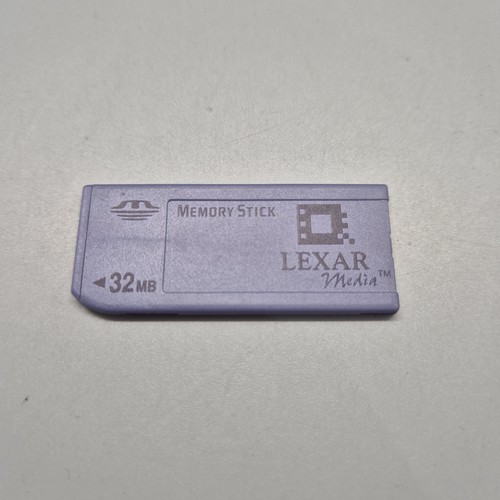 MEMORY STICK
LEXAR
Media™
◄32MB